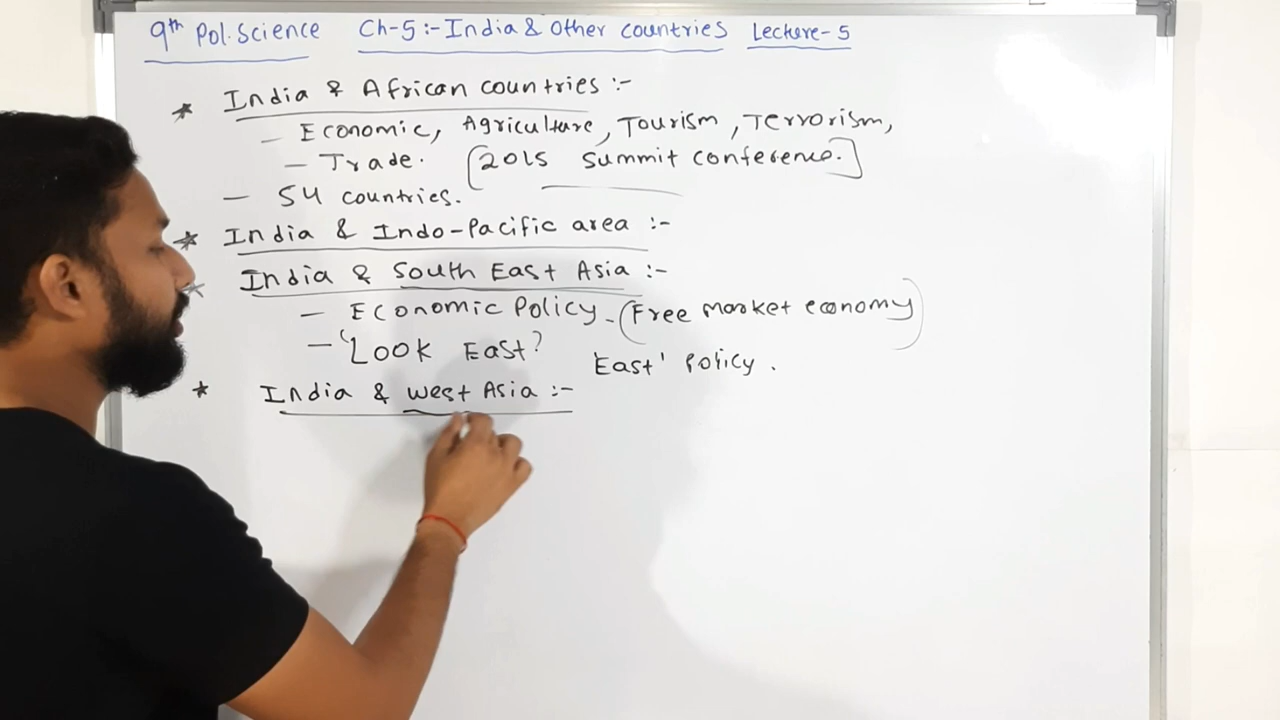 9th Pol. Science Ch-5 :- India & Other countries Lecture-5
* India & African countries :-
- Economic, Agriculture, Tourism, Terrorism,
- Trade. [2015 Summit conference.]
- 54 countries.
* India & Indo-Pacific area :-
* India & South East Asia :-
- Economic Policy - (Free market economy)
- 'Look East' East' Policy.
* India & West Asia :-